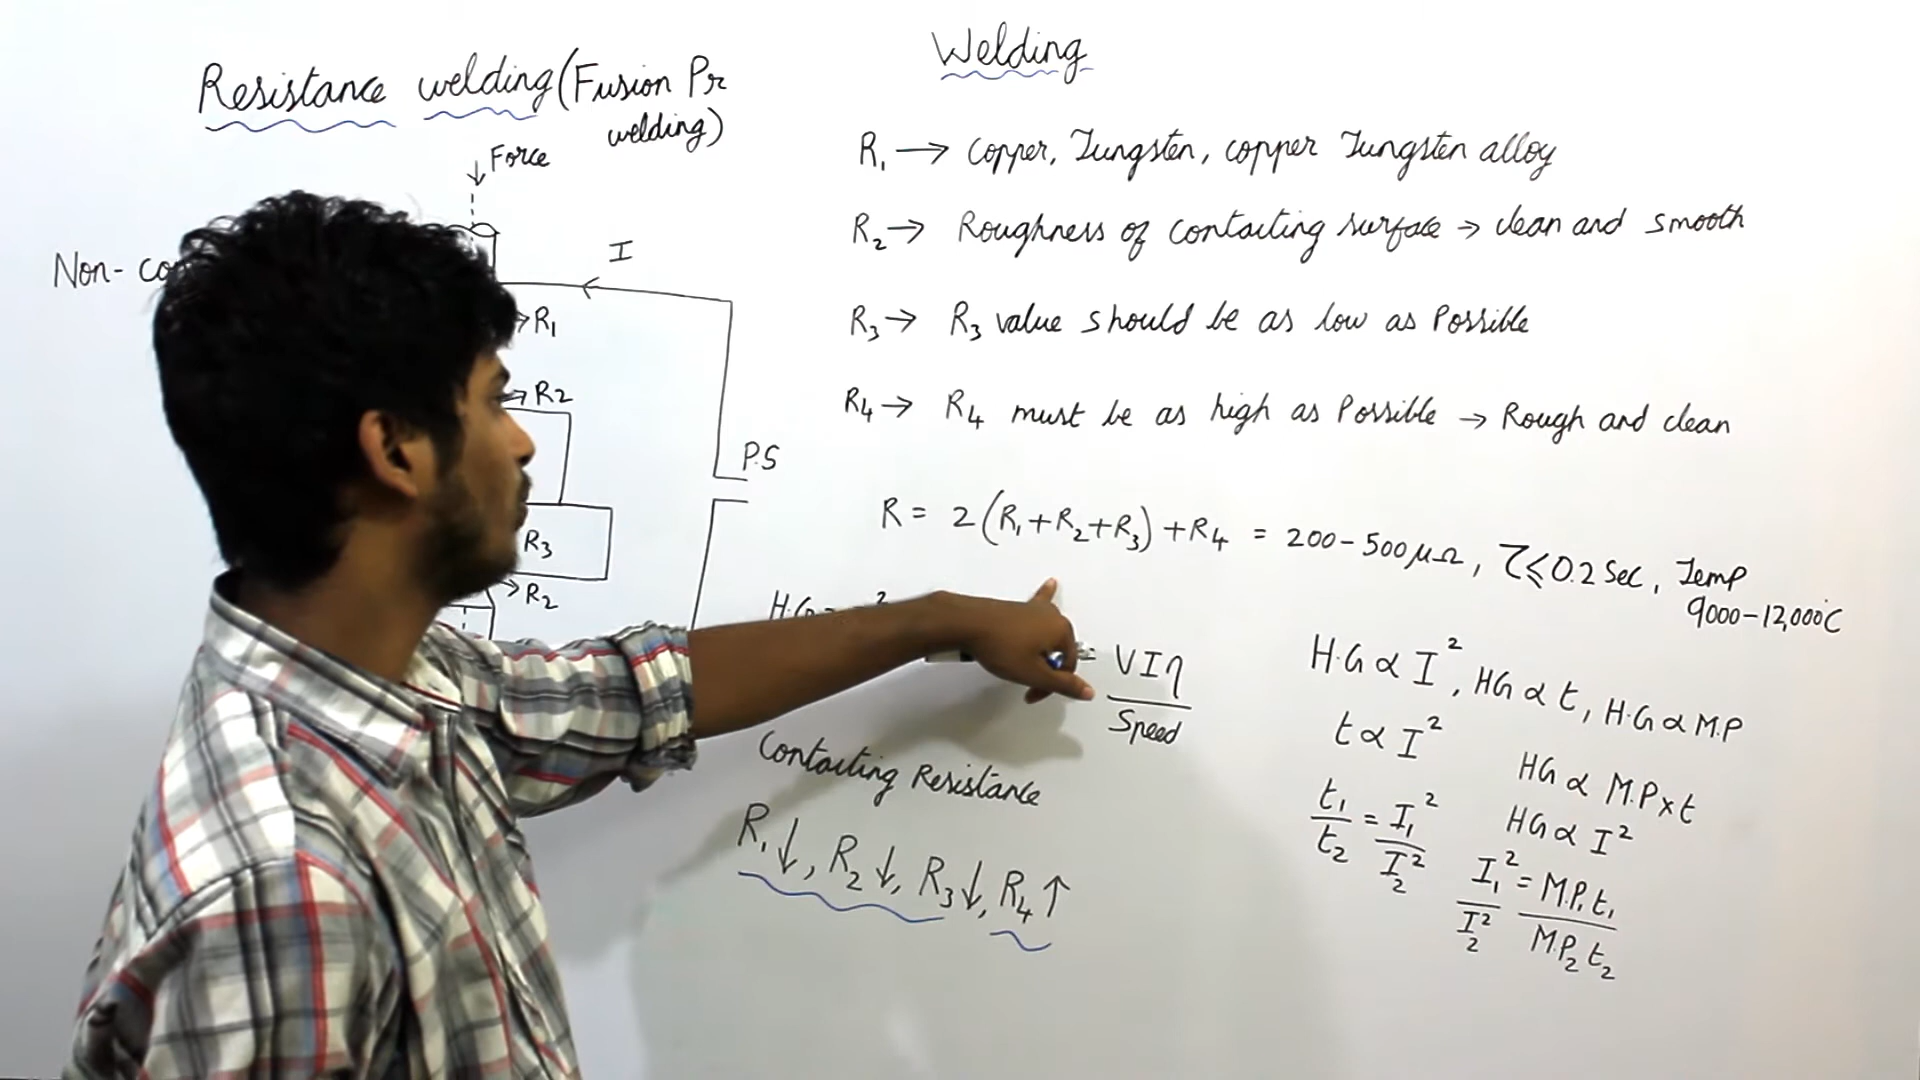 Welding
Resistance welding (Fusion Pr
welding)
Force
Non-
I
R1
R2
P.S
R3
R2
R1 → Copper, Tungsten, copper Tungsten alloy
R2 → Roughness of contacting surface → clean and smooth
R3 → R3 value should be as low as Possible
R4 → R4 must be as high as Possible → Rough and clean
R = 2(R1+R2+R3)+R4 = 200-500μΩ, τ≤0.2 Sec, Temp
9000-12,000°C
= VIη
Speed
Contacting Resistance
R1↓, R2↓, R3↓, R4↑
H.G ∝ I², HG ∝ t, H.G ∝ M.P
t ∝ I²
t1/t2 = I1²/I2²
HG ∝ M.P×t
HG ∝ I²
I1²/I2² = M.P1 t1/M.P2 t2